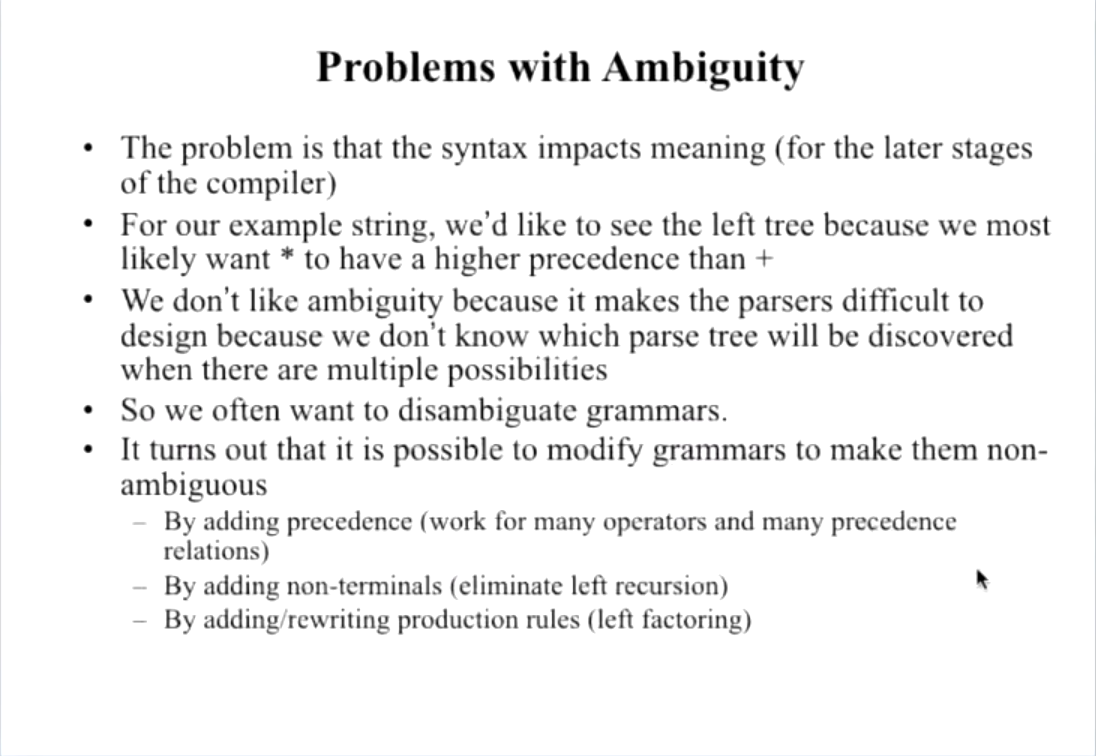 Problems with Ambiguity
• The problem is that the syntax impacts meaning (for the later stages
of the compiler)
• For our example string, we'd like to see the left tree because we most
likely want * to have a higher precedence than +
• We don't like ambiguity because it makes the parsers difficult to
design because we don't know which parse tree will be discovered
when there are multiple possibilities
• So we often want to disambiguate grammars.
• It turns out that it is possible to modify grammars to make them non-
ambiguous
– By adding precedence (work for many operators and many precedence
relations)
– By adding non-terminals (eliminate left recursion)
– By adding/rewriting production rules (left factoring)